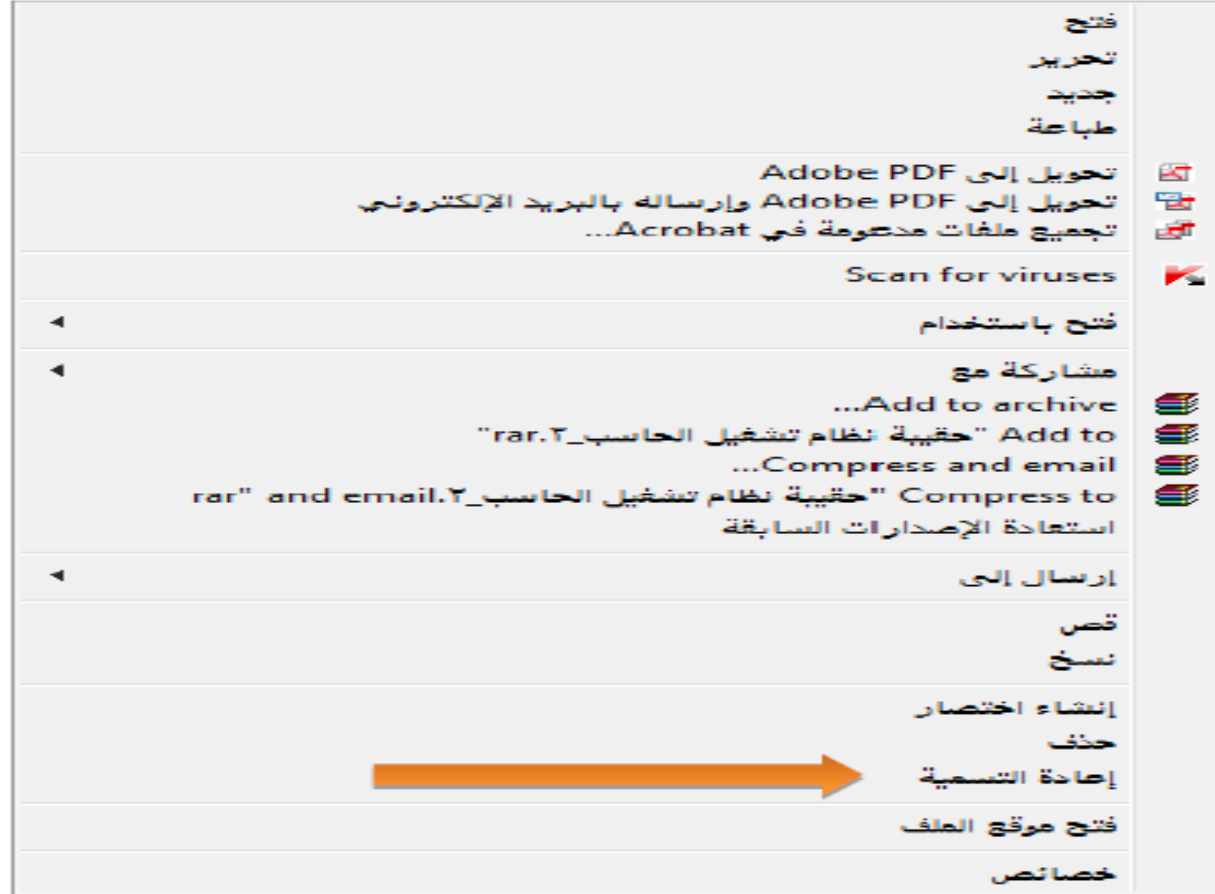 فتح
تحرير
جديد
طباعة
تحويل إلى Adobe PDF
تحويل إلى Adobe PDF وإرساله بالبريد الإلكتروني
تجميع ملفات مدعومة في Acrobat...
Scan for viruses
فتح باستخدام
مشاركة مع
Add to archive...
Add to "حقيبة نظام تشغيل الحاسب_٢.rar"
Compress and email...
Compress to "حقيبة نظام تشغيل الحاسب_٢.rar" and email
استعادة الإصدارات السابقة
إرسال إلى
قص
نسخ
إنشاء اختصار
حذف
إعادة التسمية
فتح موقع الملف
خصائص